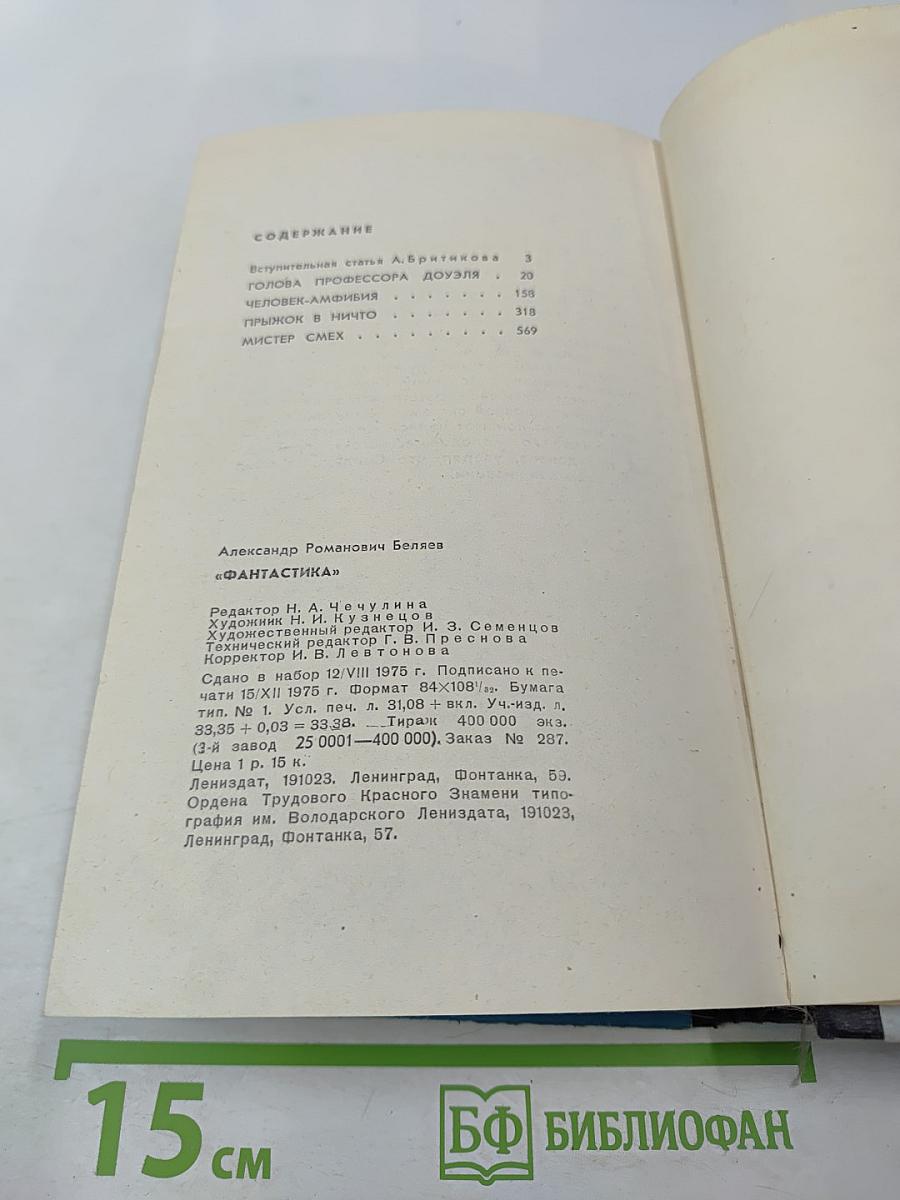 СОДЕРЖАНИЕ
Вступительная статья А. Бритикова 3
ГОЛОВА ПРОФЕССОРА ДОУЭЛЯ . 20
ЧЕЛОВЕК-АМФИБИЯ . . . . . . . 158
ПРЫЖОК В НИЧТО . . . . . . . 318
МИСТЕР СМЕХ . . . . . . . . . 569
Александр Романович Беляев
«ФАНТАСТИКА»
Редактор Н. А. Чечулина
Художник Н. И. Кузнецов
Художественный редактор И. З. Семенцов
Технический редактор Г. В. Преснова
Корректор И. В. Левтонова
Сдано в набор 12/VIII 1975 г. Подписано к пе-
чати 15/XII 1975 г. Формат 84×108¹/₃₂. Бумага
тип. № 1. Усл. печ. л. 31,08 + вкл. Уч.-изд. л.
33,35 + 0,03 = 33,38. Тираж 400 000 экз.
(3-й завод 25 0001—400 000). Заказ № 287.
Цена 1 р. 15 к.
Лениздат, 191023. Ленинград, Фонтанка, 59.
Ордена Трудового Красного Знамени типо-
графия им. Володарского Лениздата, 191023,
Ленинград, Фонтанка, 57.
15 см
БФ БИБЛИОФАН